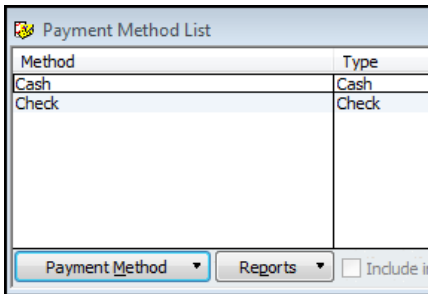 Payment Method List
Method Type
Cash Cash
Check Check
Payment Method Reports Include